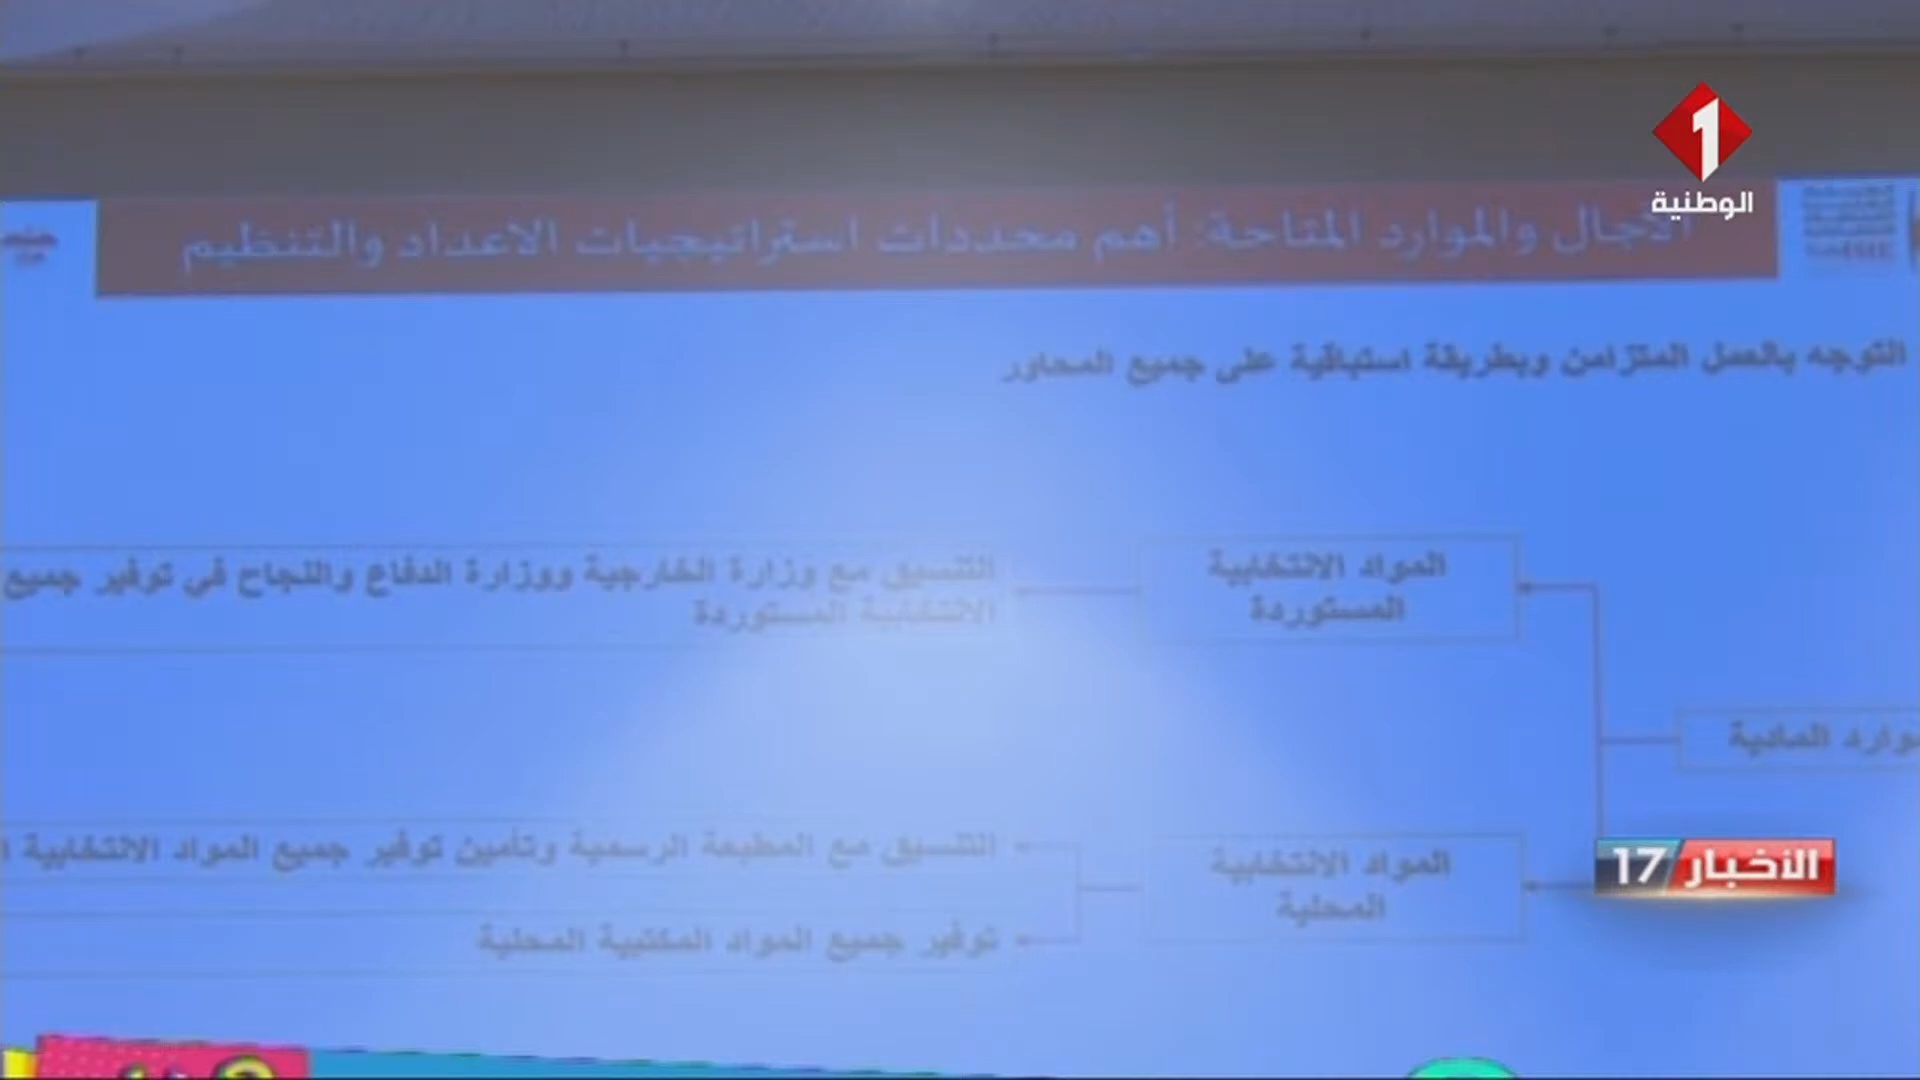 1
الوطنية
الآجال والموارد المتاحة: أهم محددات استراتيجيات الاعداد والتنظيم
التوجه بالعمل المتزامن وبطريقة استباقية على جميع المحاور
المواد الانتخابية
المستوردة
التنسيق مع وزارة الخارجية ووزارة الدفاع والنجاح في توفير جميع
الانتخابية المستوردة
المادية
المواد الانتخابية
المحلية
التنسيق مع المطبعة الرسمية وتأمين توفير جميع المواد الانتخابية
توفير جميع المواد المكتبية المحلية
الأخبار 17